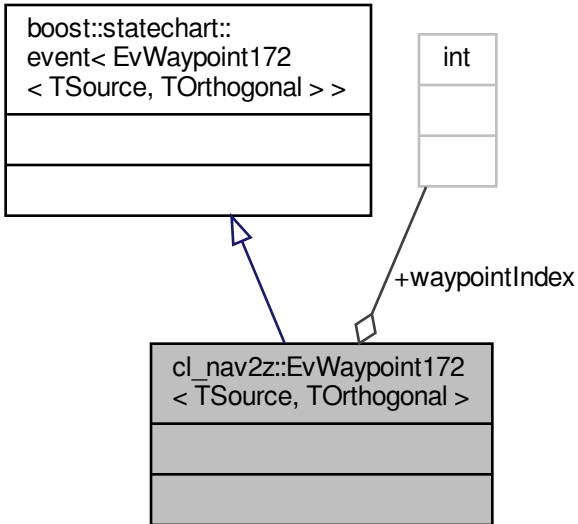 boost::statechart::
event< EvWaypoint172
< TSource, TOrthogonal > >
int
+waypointIndex
cl_nav2z::EvWaypoint172
< TSource, TOrthogonal >